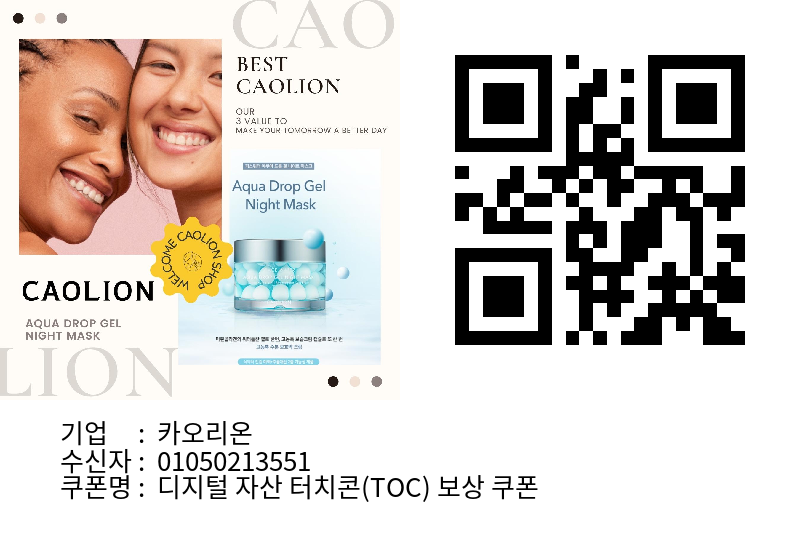 CAO
BEST
CAOLION
OUR
3 VALUE TO
MAKE YOUR TOMORROW A BETTER DAY
Aqua Drop Gel
Night Mask
WELCOME CAOLION SHOP
CAOLION
AQUA DROP GEL
NIGHT MASK
LION
기업 : 카오리온
수신자 : 01050213551
쿠폰명 : 디지털 자산 터치콘(TOC) 보상 쿠폰